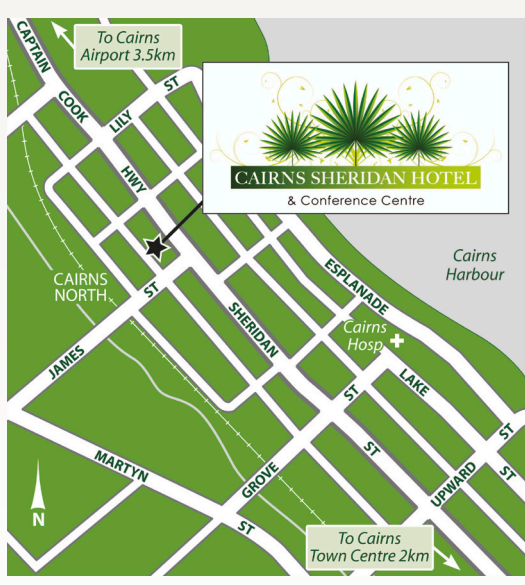 To Cairns
Airport 3.5km
CAPTAIN
COOK
HWY
LILY
ST
CAIRNS SHERIDAN HOTEL
& Conference Centre
Cairns
Harbour
CAIRNS
NORTH
JAMES
ST
SHERIDAN
ST
ESPLANADE
Cairns
Hosp
LAKE
ST
GROVE
ST
UPWARD
ST
MARTYN
ST
N
To Cairns
Town Centre 2km